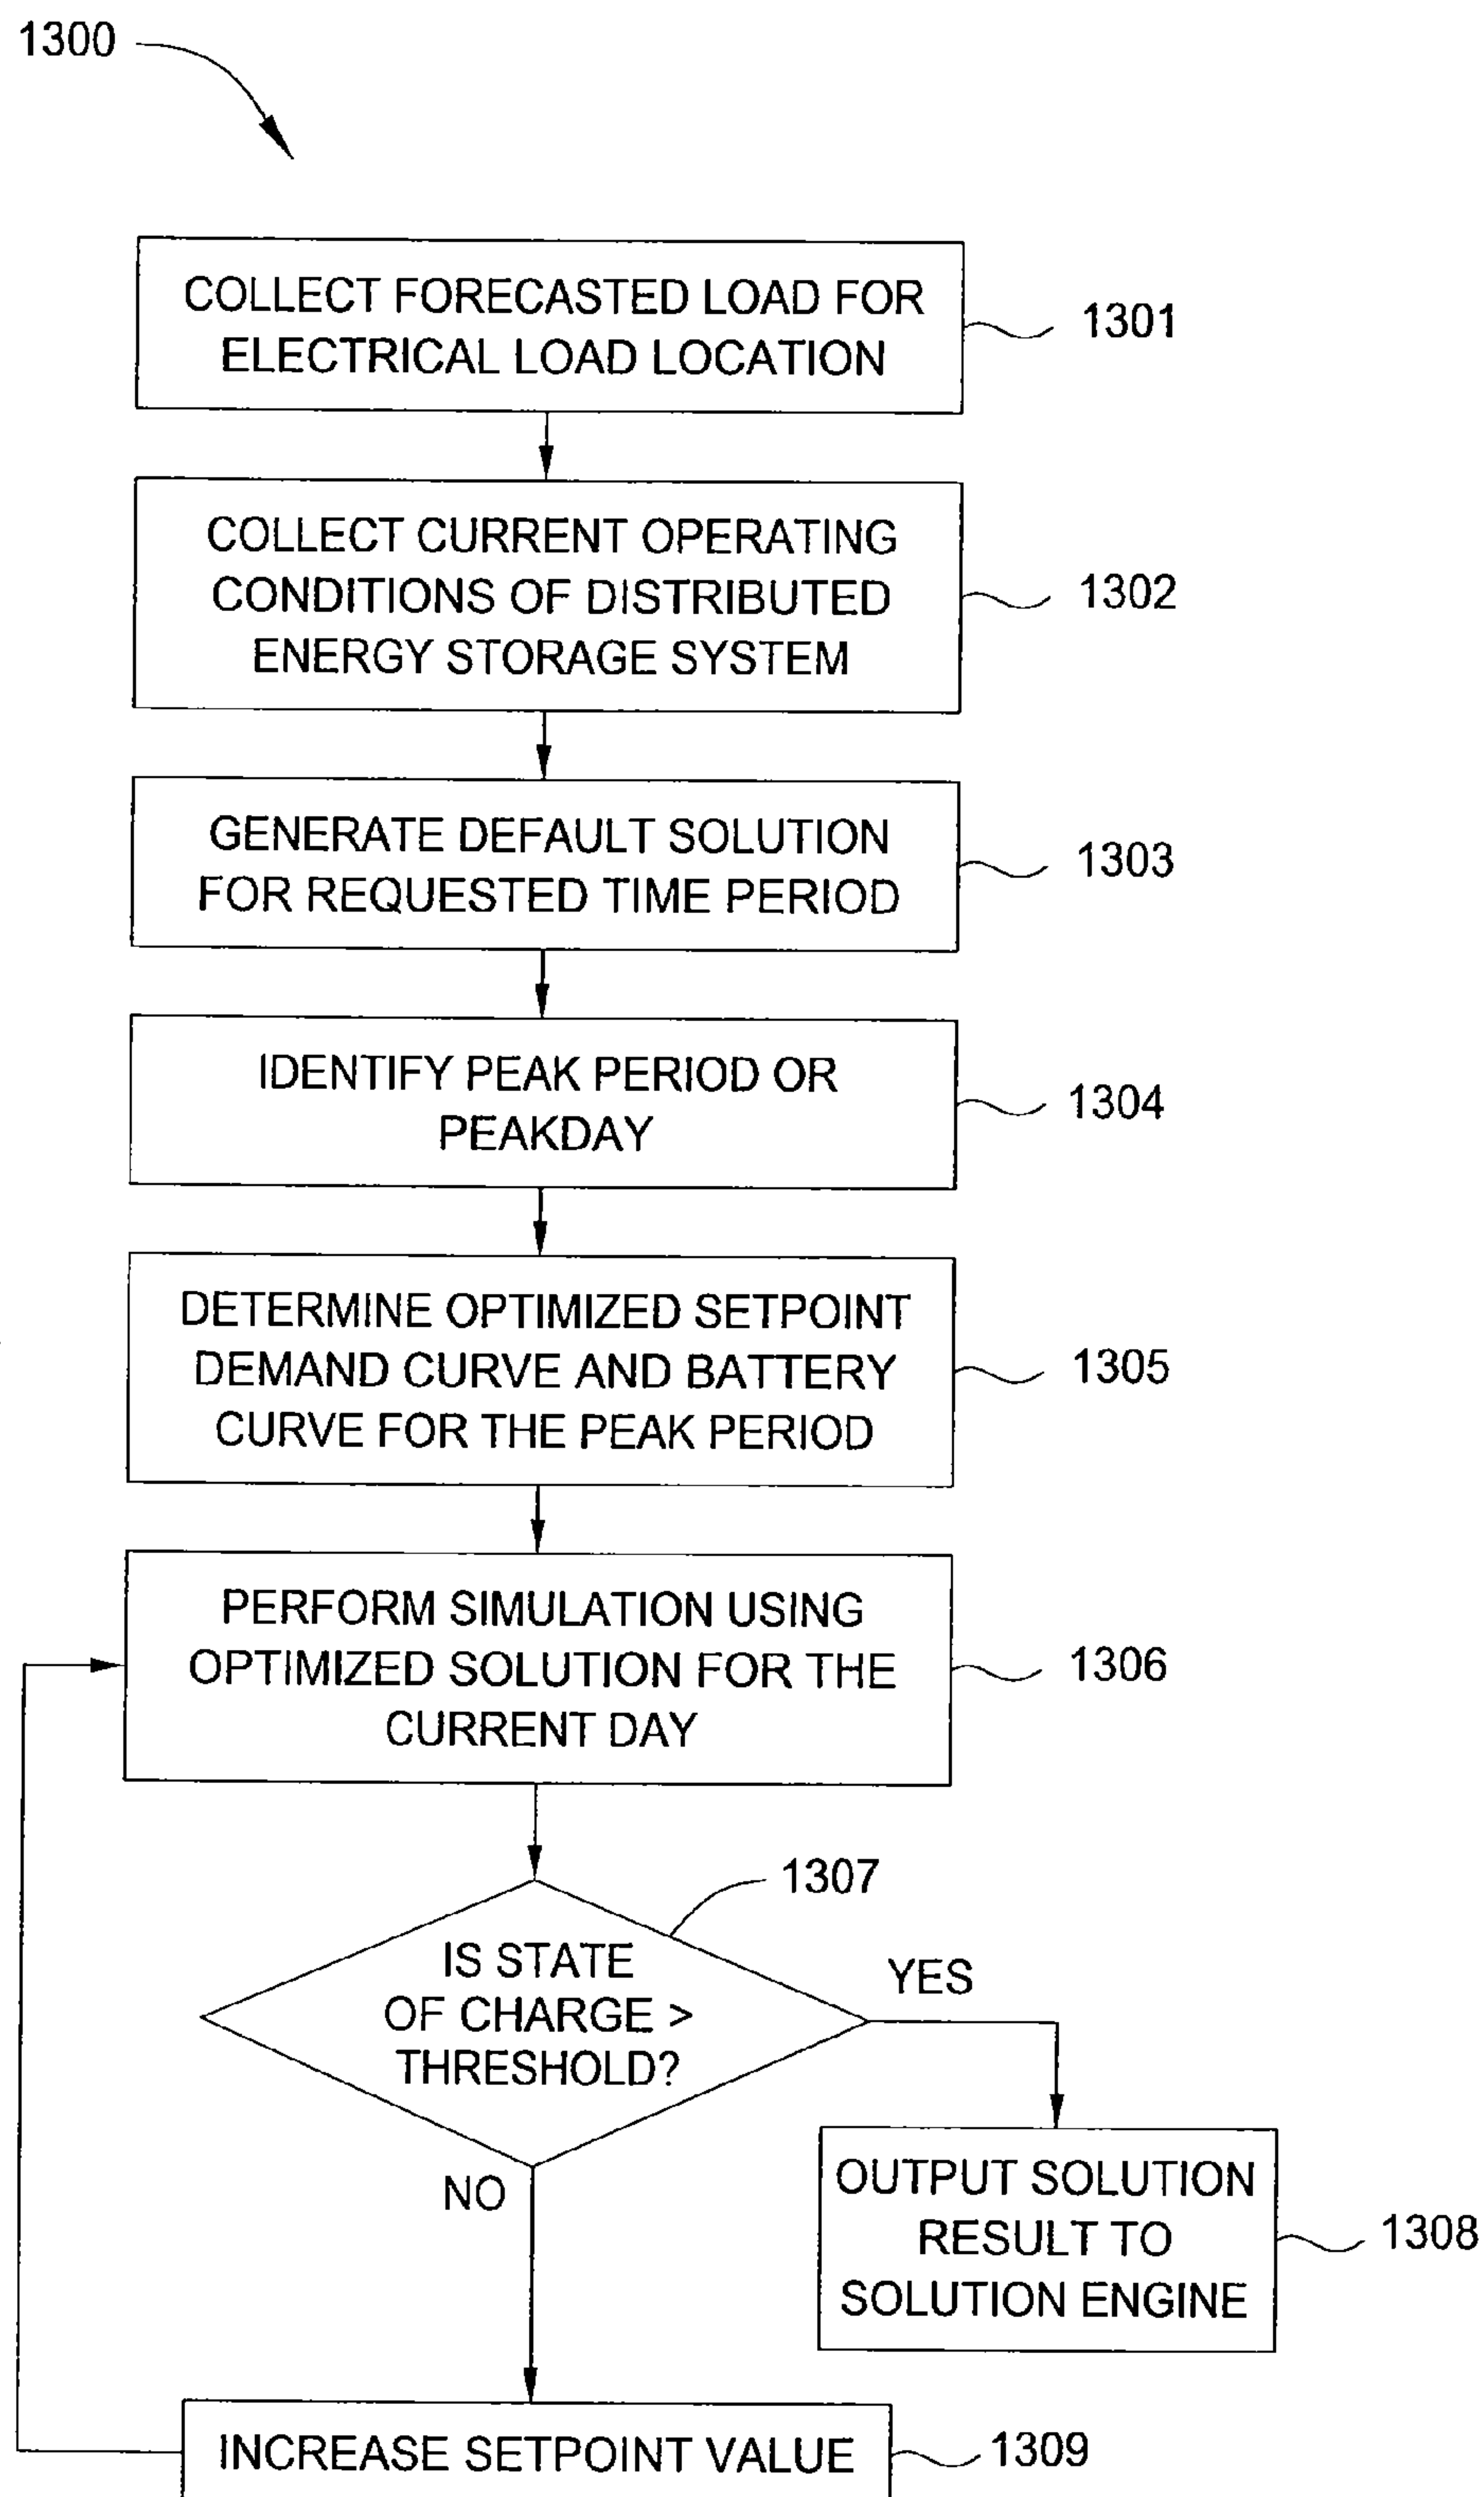 1300
COLLECT FORECASTED LOAD FOR
ELECTRICAL LOAD LOCATION
1301
COLLECT CURRENT OPERATING
CONDITIONS OF DISTRIBUTED
ENERGY STORAGE SYSTEM
1302
GENERATE DEFAULT SOLUTION
FOR REQUESTED TIME PERIOD
1303
IDENTIFY PEAK PERIOD OR
PEAKDAY
1304
DETERMINE OPTIMIZED SETPOINT
DEMAND CURVE AND BATTERY
CURVE FOR THE PEAK PERIOD
1305
PERFORM SIMULATION USING
OPTIMIZED SOLUTION FOR THE
CURRENT DAY
1306
1307
IS STATE
OF CHARGE >
THRESHOLD?
YES
NO
OUTPUT SOLUTION
RESULT TO
SOLUTION ENGINE
1308
INCREASE SETPOINT VALUE
1309